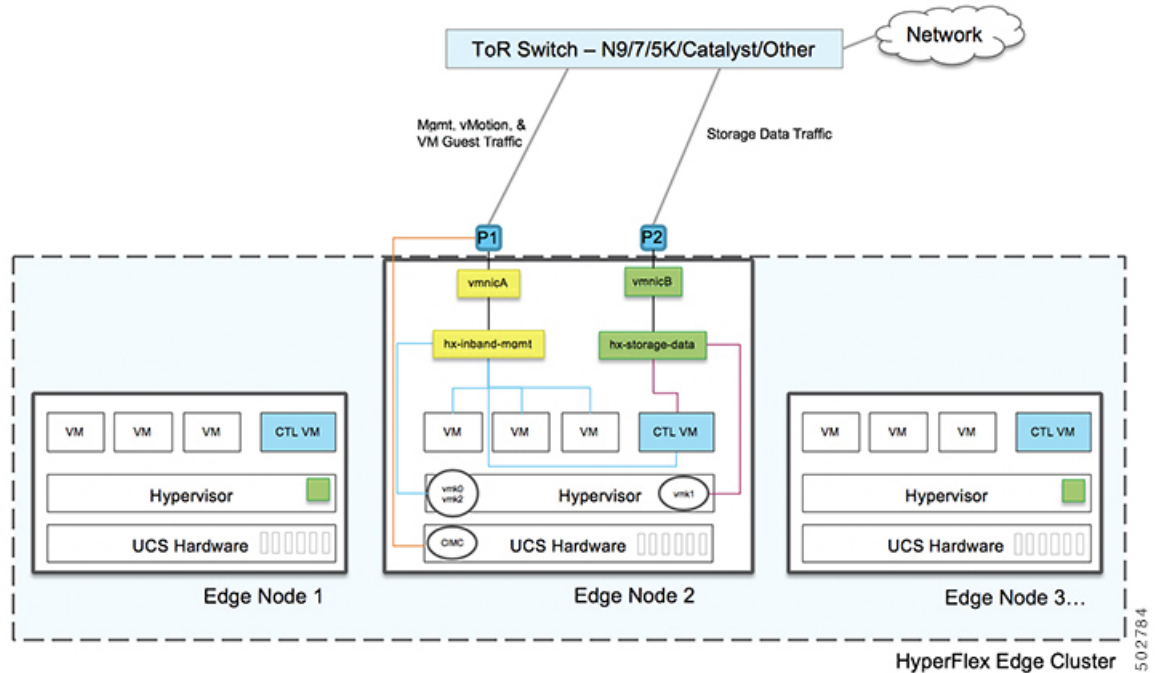 Network
ToR Switch – N9/7/5K/Catalyst/Other
Mgmt, vMotion, &
VM Guest Traffic
Storage Data Traffic
P1
P2
vmnicA
vmnicB
hx-inband-mgmt
hx-storage-data
VM
VM
VM
CTL VM
Hypervisor
UCS Hardware
Edge Node 1
VM
VM
VM
CTL VM
vmk0
vmk2
Hypervisor
vmk1
CIMC
UCS Hardware
Edge Node 2
VM
VM
VM
CTL VM
Hypervisor
UCS Hardware
Edge Node 3...
HyperFlex Edge Cluster
502784